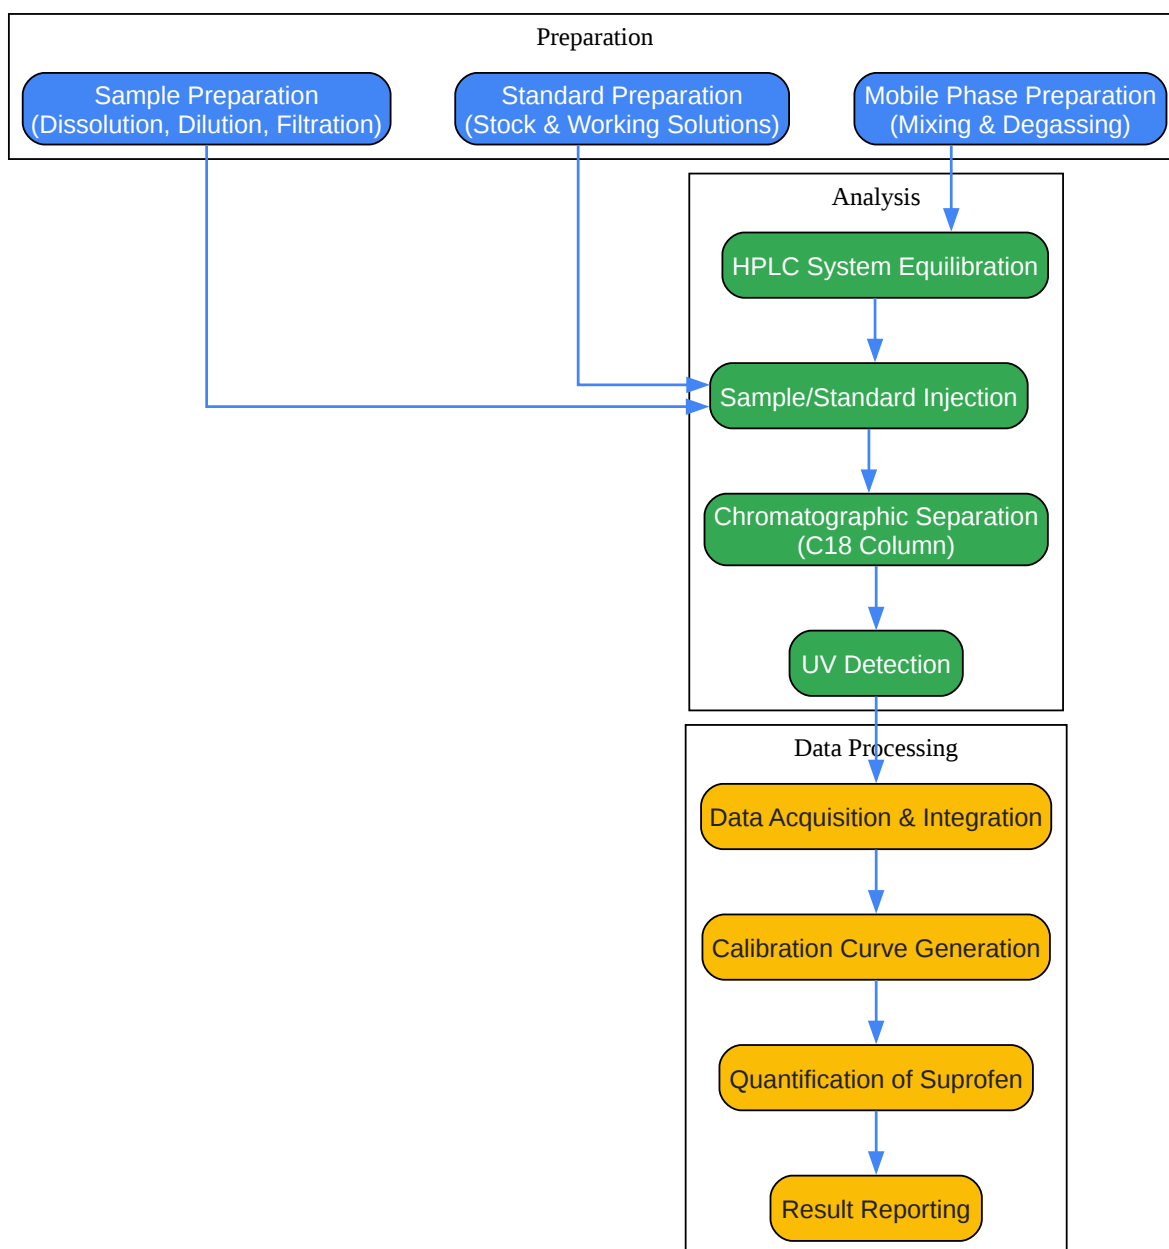 Preparation
Sample Preparation
(Dissolution, Dilution, Filtration)
Standard Preparation
(Stock & Working Solutions)
Mobile Phase Preparation
(Mixing & Degassing)
Analysis
HPLC System Equilibration
Sample/Standard Injection
Chromatographic Separation
(C18 Column)
UV Detection
Data Processing
Data Acquisition & Integration
Calibration Curve Generation
Quantification of Suprofen
Result Reporting